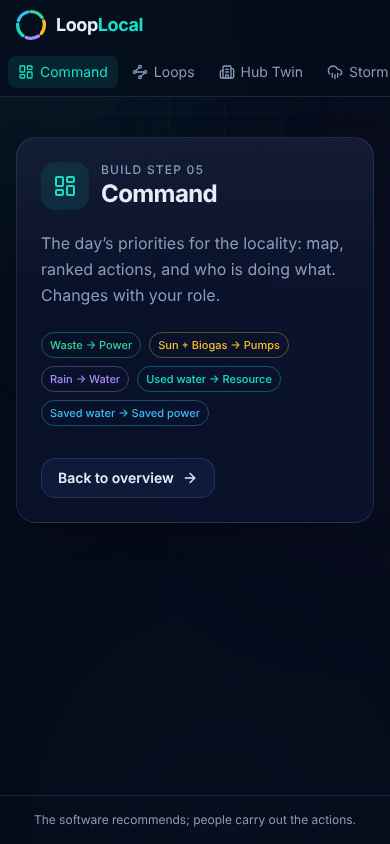 LoopLocal
Command Loops Hub Twin Storm
BUILD STEP 05
Command
The day’s priorities for the locality: map,
ranked actions, and who is doing what.
Changes with your role.
Waste → Power Sun + Biogas → Pumps
Rain → Water Used water → Resource
Saved water → Saved power
Back to overview →
The software recommends; people carry out the actions.